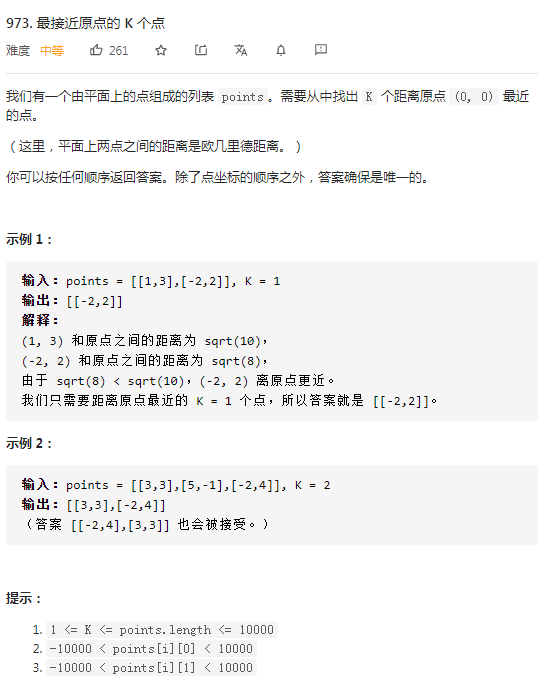 973. 最接近原点的 K 个点
难度 中等 261
我们有一个由平面上的点组成的列表 points。需要从中找出 K 个距离原点 (0, 0) 最近
的点。
(这里,平面上两点之间的距离是欧几里德距离。)
你可以按任何顺序返回答案。除了点坐标的顺序之外,答案确保是唯一的。
示例 1:
输入:points = [[1,3],[-2,2]], K = 1
输出:[[-2,2]]
解释:
(1, 3) 和原点之间的距离为 sqrt(10),
(-2, 2) 和原点之间的距离为 sqrt(8),
由于 sqrt(8) < sqrt(10),(-2, 2) 离原点更近。
我们只需要距离原点最近的 K = 1 个点,所以答案就是 [[-2,2]]。
示例 2:
输入:points = [[3,3],[5,-1],[-2,4]], K = 2
输出:[[3,3],[-2,4]]
(答案 [[-2,4],[3,3]] 也会被接受。)
提示:
1. 1 <= K <= points.length <= 10000
2. -10000 < points[i][0] < 10000
3. -10000 < points[i][1] < 10000